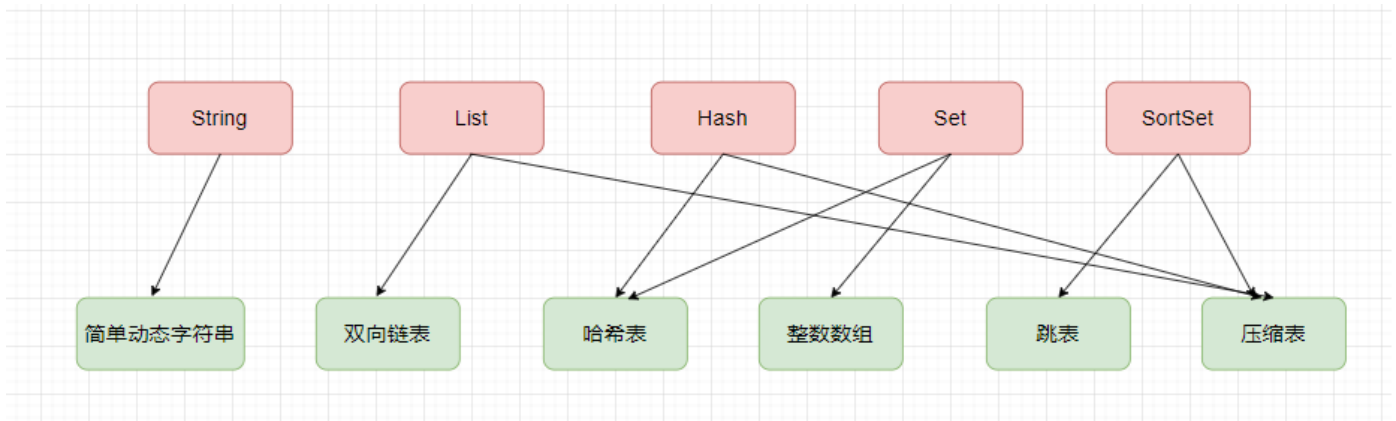 String
List
Hash
Set
SortSet
简单动态字符串
双向链表
哈希表
整数数组
跳表
压缩表